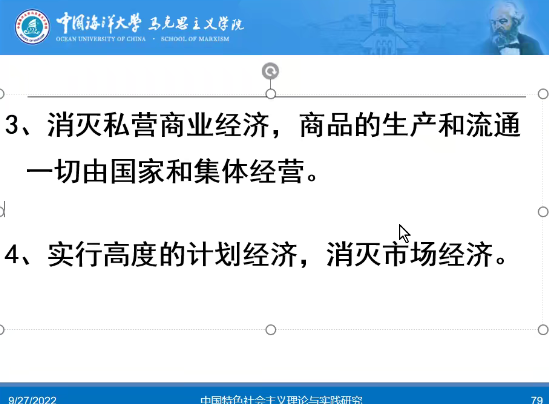 中国海洋大学 马克思主义学院
OCEAN UNIVERSITY OF CHINA · SCHOOL OF MARXISM
3、消灭私营商业经济，商品的生产和流通
一切由国家和集体经营。
4、实行高度的计划经济，消灭市场经济。
9/27/2022 中国特色社会主义理论与实践研究 79